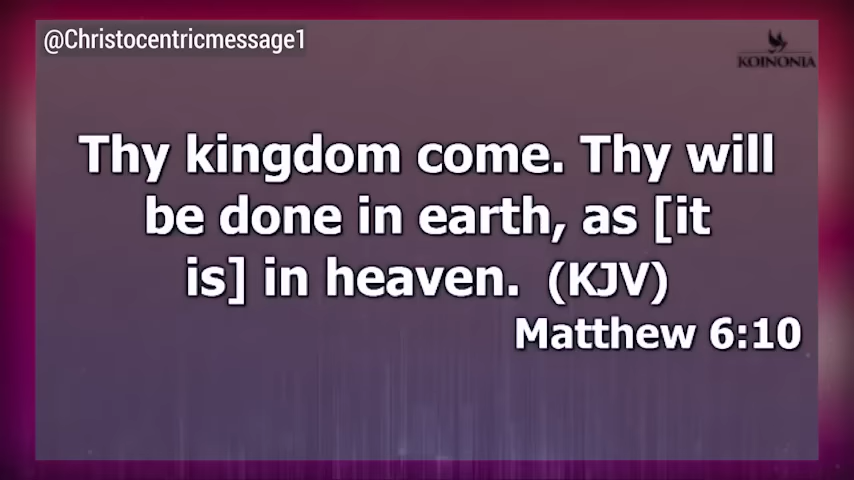 @Christocentricmessage1
KOINONIA
Thy kingdom come. Thy will
be done in earth, as [it
is] in heaven. (KJV)
Matthew 6:10